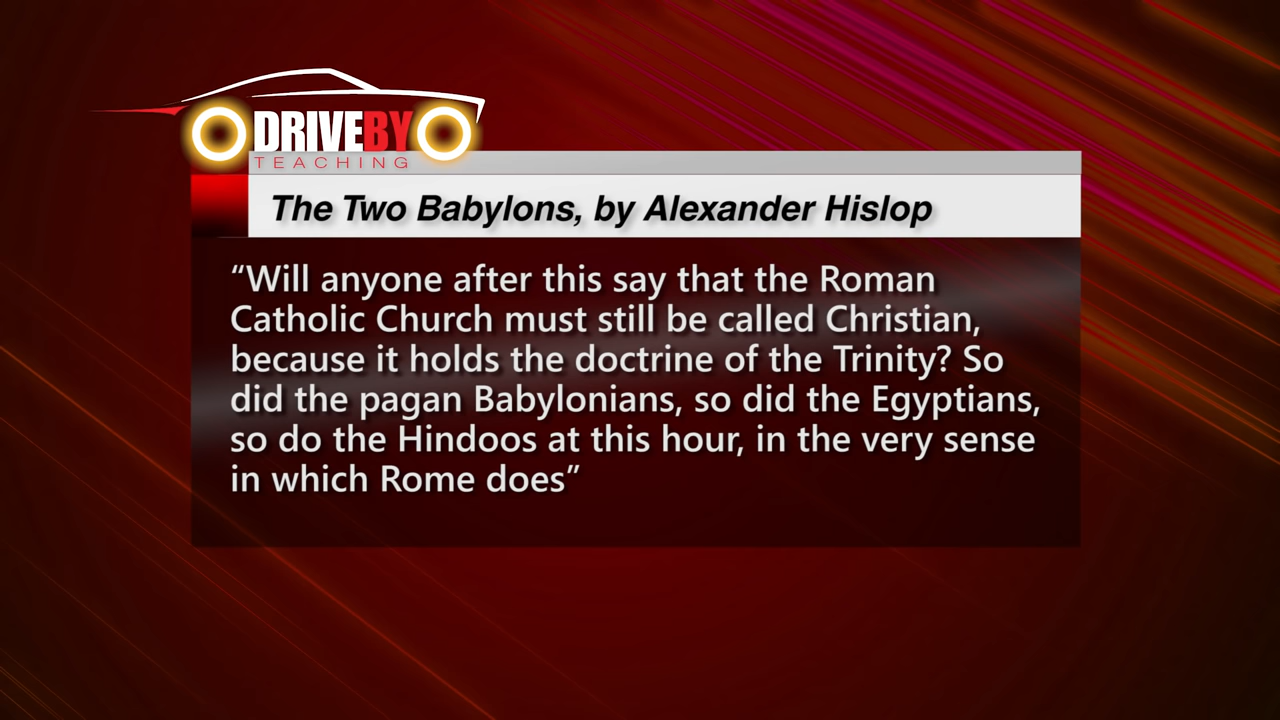 DRIVEBY
TEACHING
The Two Babylons, by Alexander Hislop
“Will anyone after this say that the Roman
Catholic Church must still be called Christian,
because it holds the doctrine of the Trinity? So
did the pagan Babylonians, so did the Egyptians,
so do the Hindoos at this hour, in the very sense
in which Rome does”